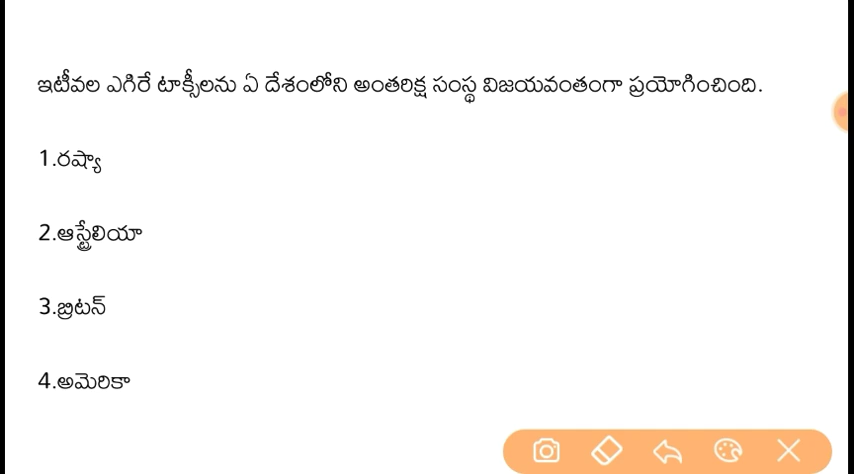 ఇటీవల ఎగిరే టాక్సీలను ఏ దేశంలోని అంతరిక్ష సంస్థ విజయవంతంగా ప్రయోగించింది.
1.రష్యా
2.ఆస్ట్రేలియా
3.బ్రిటన్
4.అమెరికా